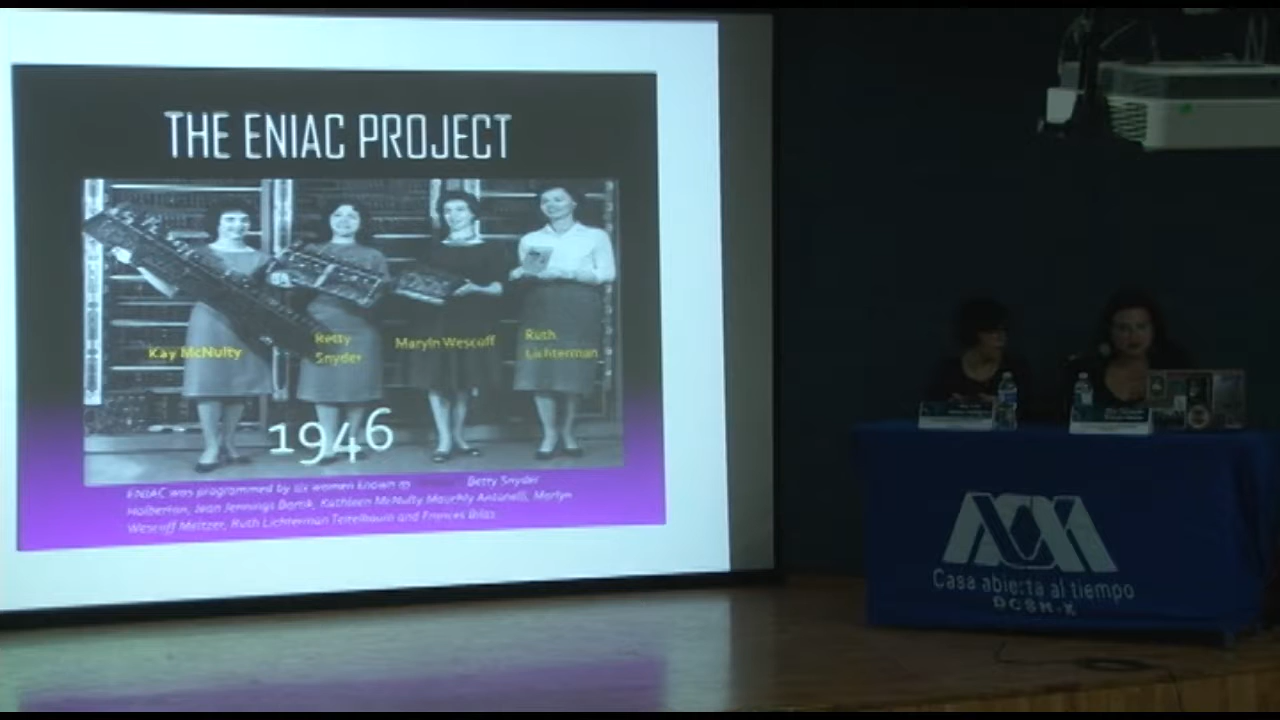 THE ENIAC PROJECT
Kay McNulty
Betty
Snyder
Maryln Wescoff
Ruth
Lichterman
1946
ENIAC was programmed by six women known as Betty Snyder
Holberton, Jean Jennings Bartik, Kathleen McNulty Mauchly Antonelli, Marlyn
Wescoff Meltzer, Ruth Lichterman Teitelbaum and Frances Bilas
Casa abierta al tiempo
DCSH-X